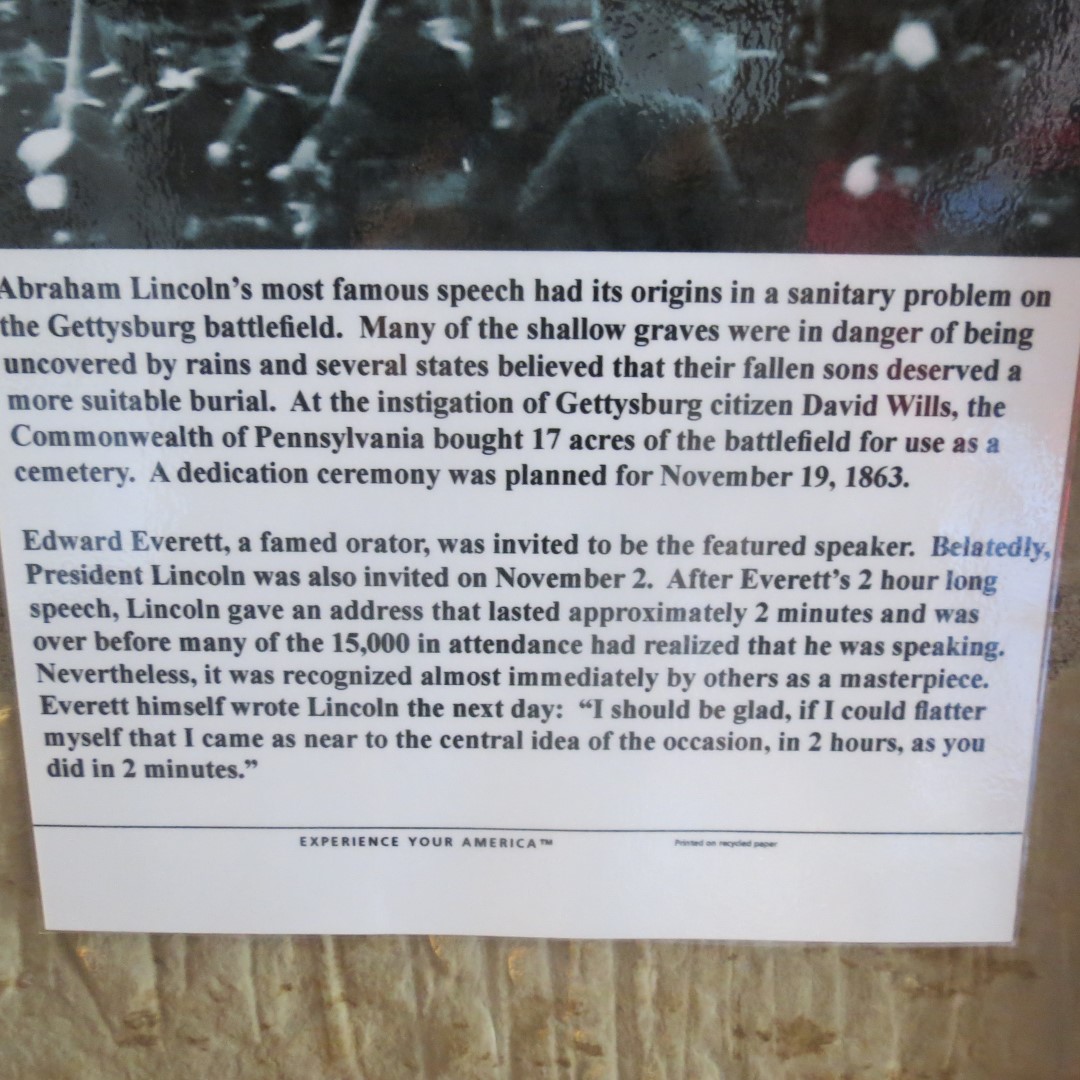 Abraham Lincoln’s most famous speech had its origins in a sanitary problem on
the Gettysburg battlefield. Many of the shallow graves were in danger of being
uncovered by rains and several states believed that their fallen sons deserved a
more suitable burial. At the instigation of Gettysburg citizen David Wills, the
Commonwealth of Pennsylvania bought 17 acres of the battlefield for use as a
cemetery. A dedication ceremony was planned for November 19, 1863.
Edward Everett, a famed orator, was invited to be the featured speaker. Belatedly,
President Lincoln was also invited on November 2. After Everett’s 2 hour long
speech, Lincoln gave an address that lasted approximately 2 minutes and was
over before many of the 15,000 in attendance had realized that he was speaking.
Nevertheless, it was recognized almost immediately by others as a masterpiece.
Everett himself wrote Lincoln the next day: “I should be glad, if I could flatter
myself that I came as near to the central idea of the occasion, in 2 hours, as you
did in 2 minutes.”
EXPERIENCE YOUR AMERICA™ Printed on recycled paper